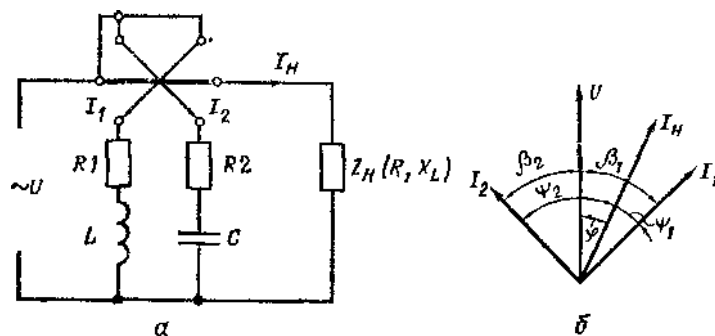 I_H
I_1 I_2
R1 R2 Z_H(R, X_L)
~U
L C
а
U
I_H
β_2 β_1
I_2 I_1
ψ_2
φ ψ_1
б